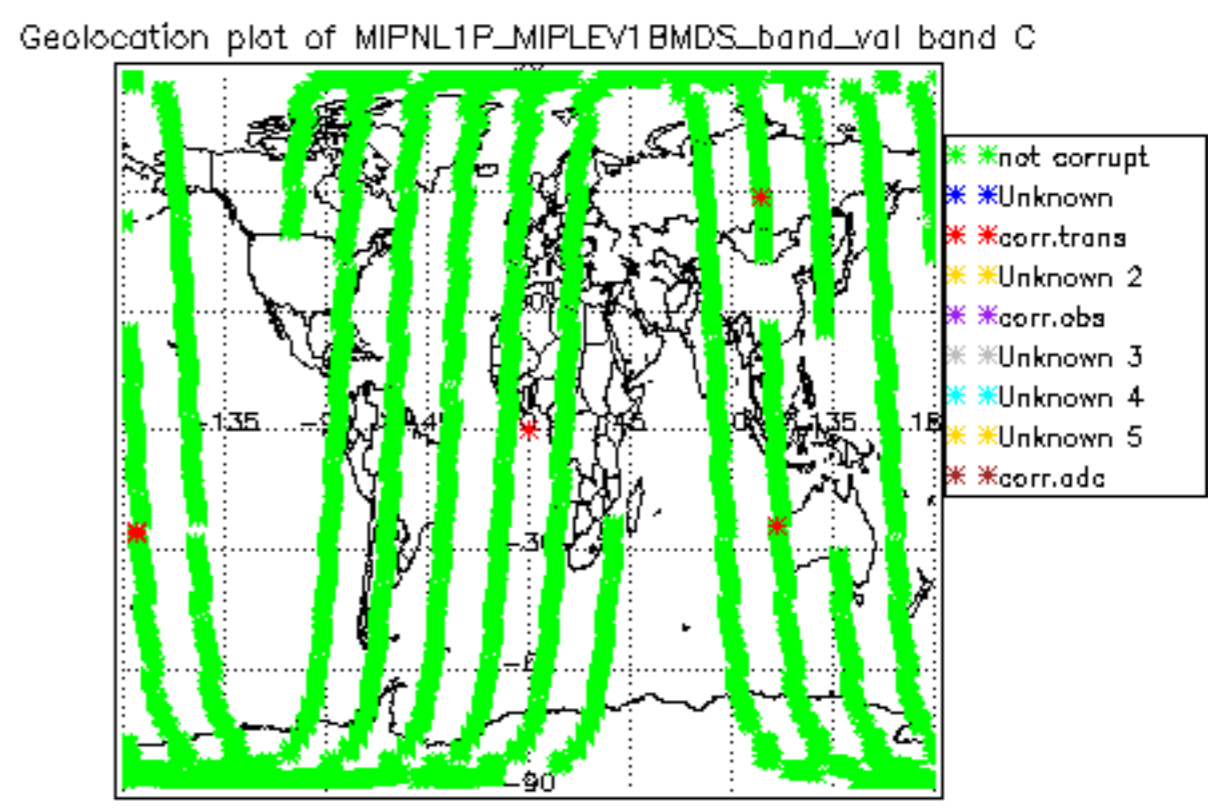 Geolocation plot of MIPNL1P_MIPLEV1BMDS_band_val band C
not corrupt
Unknown
corr.trans
Unknown 2
corr.obs
Unknown 3
Unknown 4
Unknown 5
corr.adc
-135
135
-90